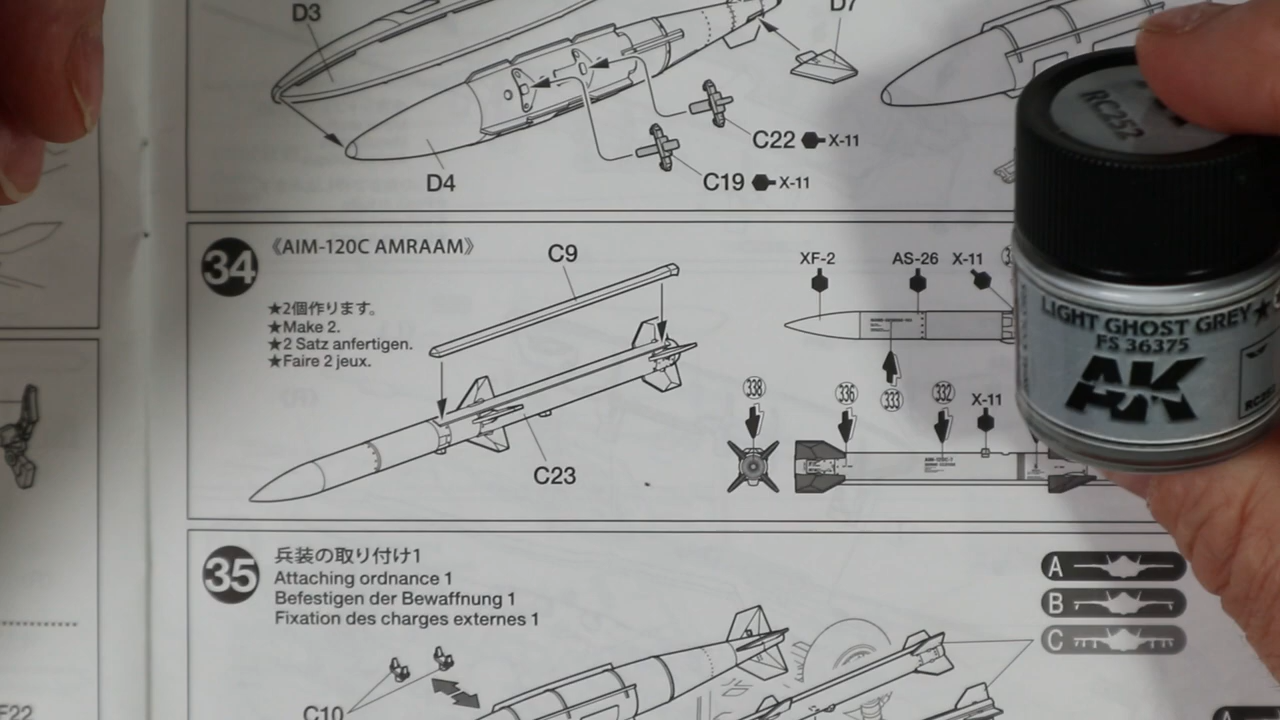 D3
D7
D4
C22 X-11
C19 X-11
34
《AIM-120C AMRAAM》
★2個作ります。
★Make 2.
★2 Satz anfertigen.
★Faire 2 jeux.
C9
C23
XF-2
AS-26
X-11
333
338
336
332
X-11
RC252
LIGHT GHOST GREY
FS 36375
AK
35
兵装の取り付け1
Attaching ordnance 1
Befestigen der Bewaffnung 1
Fixation des charges externes 1
A
B
C
C10
F22
A